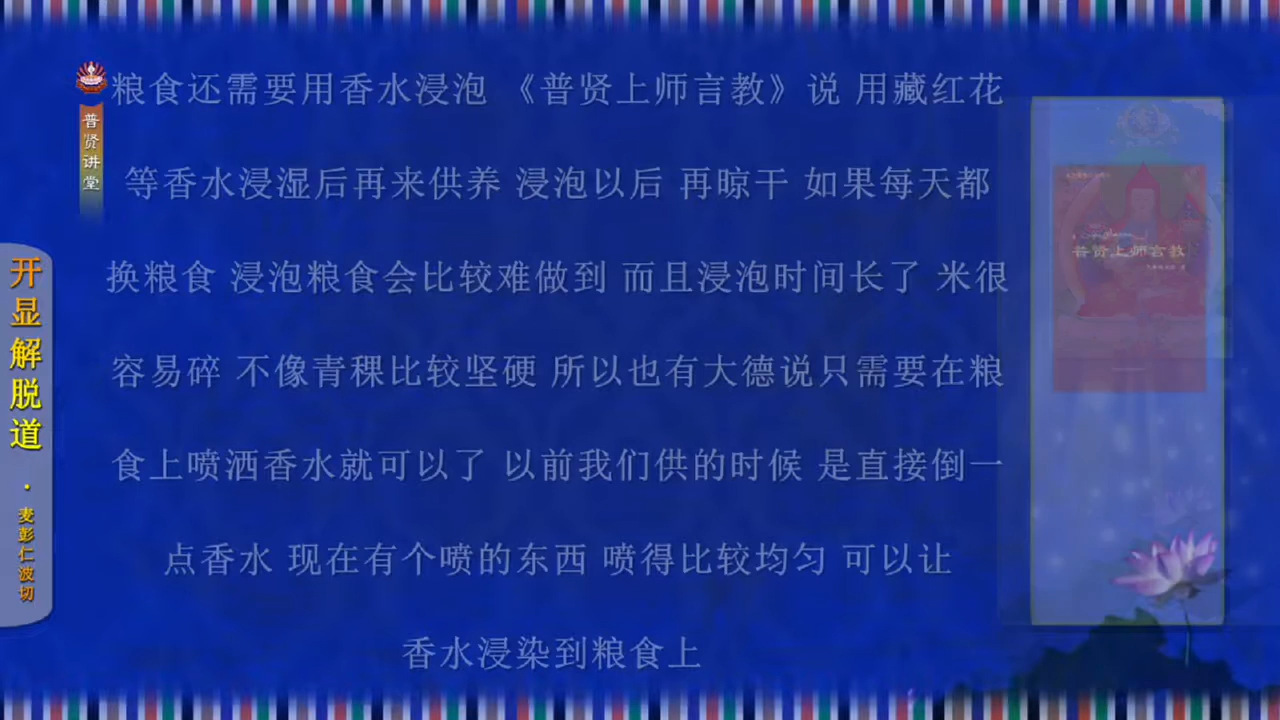 粮食还需要用香水浸泡 《普贤上师言教》说 用藏红花
等香水浸湿后再来供养 浸泡以后 再晾干 如果每天都
换粮食 浸泡粮食会比较难做到 而且浸泡时间长了 米很
容易碎 不像青稞比较坚硬 所以也有大德说只需要在粮
食上喷洒香水就可以了 以前我们供的时候 是直接倒一
点香水 现在有个喷的东西 喷得比较均匀 可以让
香水浸染到粮食上
普贤讲堂
开显解脱道
·麦彭仁波切
普贤上师言教